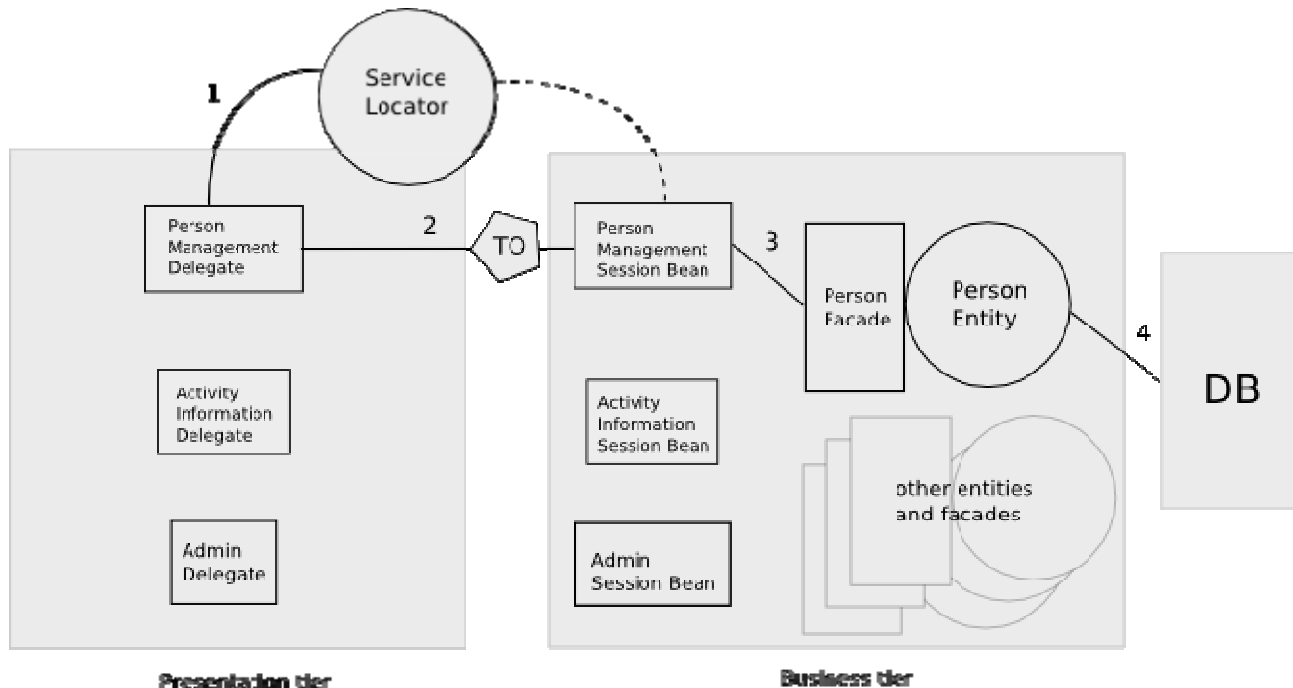 Service
Locator
1
Person
Management
Delegate
2
TO
Person
Management
Session Bean
3
Person
Facade
Person
Entity
4
DB
Activity
Information
Delegate
Activity
Information
Session Bean
other entities
and facades
Admin
Delegate
Admin
Session Bean
Presentation tier
Business tier